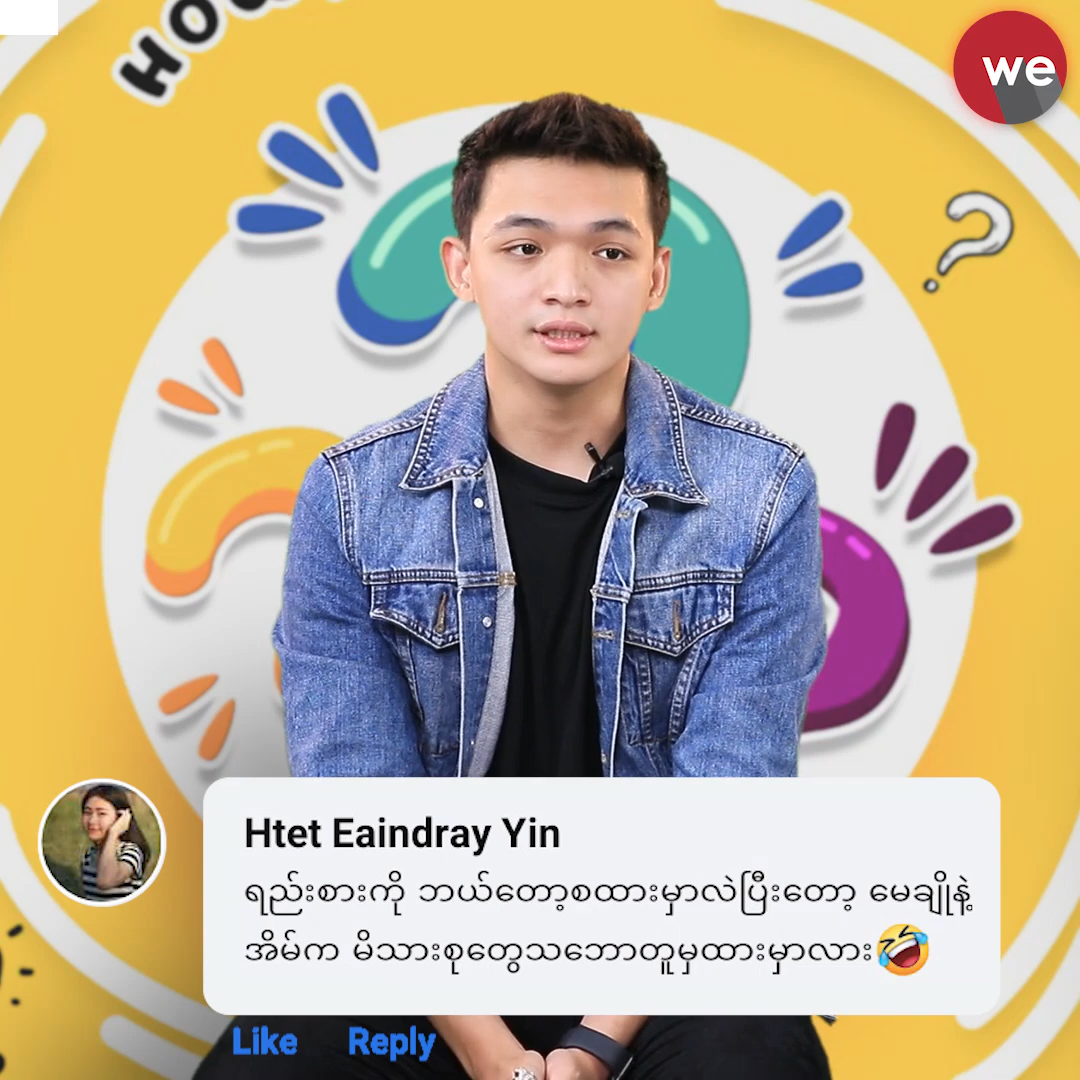 HOW
we
Htet Eaindray Yin
ရည်းစားကို ဘယ်တော့စထားမှာလဲပြီးတော့ မေချိုနဲ့
အိမ်က မိသားစုတွေသဘောတူမှထားမှာလား🤣
Like Reply